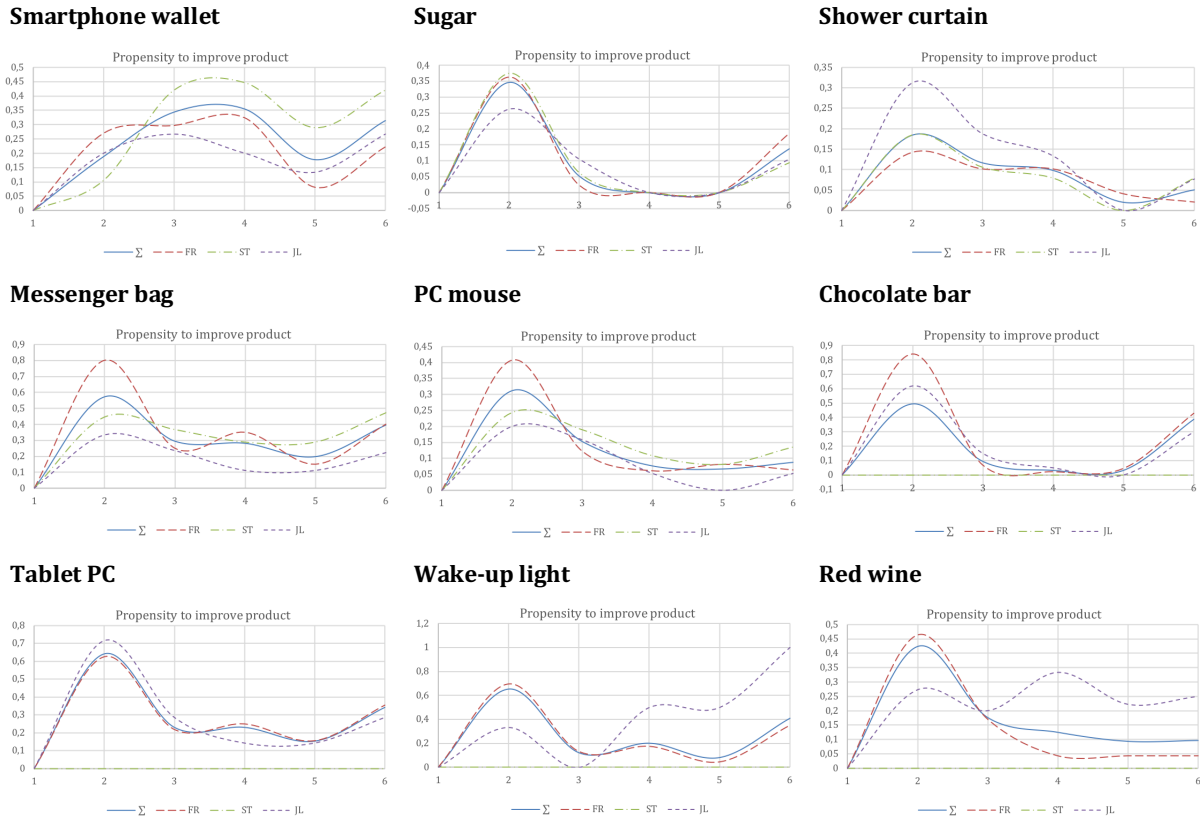 Smartphone wallet
Propensity to improve product
0,5
0,45
0,4
0,35
0,3
0,25
0,2
0,15
0,1
0,05
0
1 2 3 4 5 6
Σ FR ST JL
Sugar
Propensity to improve product
0,4
0,35
0,3
0,25
0,2
0,15
0,1
0,05
0
-0,05
1 2 3 4 5 6
Σ FR ST JL
Shower curtain
Propensity to improve product
0,35
0,3
0,25
0,2
0,15
0,1
0,05
0
1 2 3 4 5 6
Σ FR ST JL
Messenger bag
Propensity to improve product
0,9
0,8
0,7
0,6
0,5
0,4
0,3
0,2
0,1
0
1 2 3 4 5 6
Σ FR ST JL
PC mouse
Propensity to improve product
0,45
0,4
0,35
0,3
0,25
0,2
0,15
0,1
0,05
0
1 2 3 4 5 6
Σ FR ST JL
Chocolate bar
Propensity to improve product
0,9
0,8
0,7
0,6
0,5
0,4
0,3
0,2
0,1
0
0,1
1 2 3 4 5 6
Σ FR ST JL
Tablet PC
Propensity to improve product
0,8
0,7
0,6
0,5
0,4
0,3
0,2
0,1
0
1 2 3 4 5 6
Σ FR ST JL
Wake-up light
Propensity to improve product
1,2
1
0,8
0,6
0,4
0,2
0
1 2 3 4 5 6
Σ FR ST JL
Red wine
Propensity to improve product
0,5
0,45
0,4
0,35
0,3
0,25
0,2
0,15
0,1
0,05
0
1 2 3 4 5 6
Σ FR ST JL